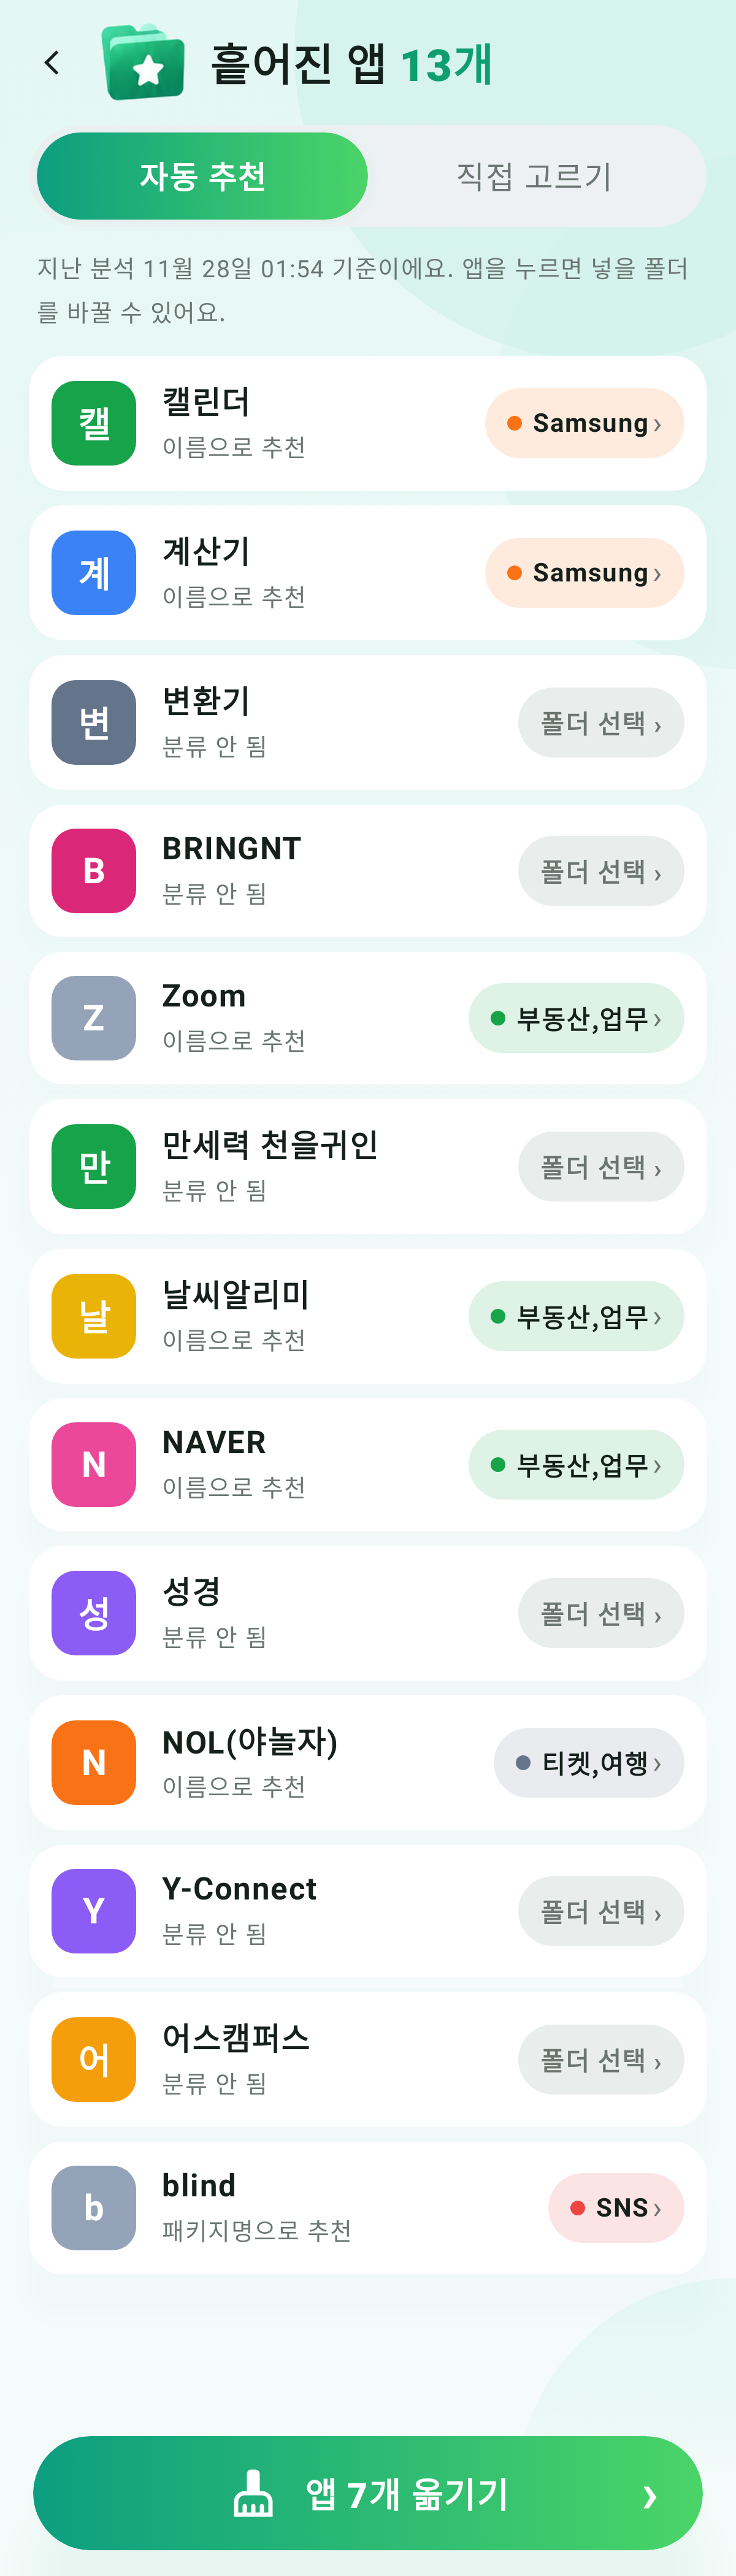 흩어진 앱 13개
자동 추천
직접 고르기
지난 분석 11월 28일 01:54 기준이에요. 앱을 누르면 넣을 폴더
를 바꿀 수 있어요.
캘
캘린더
이름으로 추천
Samsung ›
계
계산기
이름으로 추천
Samsung ›
변
변환기
분류 안 됨
폴더 선택 ›
B
BRINGNT
분류 안 됨
폴더 선택 ›
Z
Zoom
이름으로 추천
부동산,업무 ›
만
만세력 천을귀인
분류 안 됨
폴더 선택 ›
날
날씨알리미
이름으로 추천
부동산,업무 ›
N
NAVER
이름으로 추천
부동산,업무 ›
성
성경
분류 안 됨
폴더 선택 ›
N
NOL(야놀자)
이름으로 추천
티켓,여행 ›
Y
Y-Connect
분류 안 됨
폴더 선택 ›
어
어스캠퍼스
분류 안 됨
폴더 선택 ›
b
blind
패키지명으로 추천
SNS ›
앱 7개 옮기기 ›